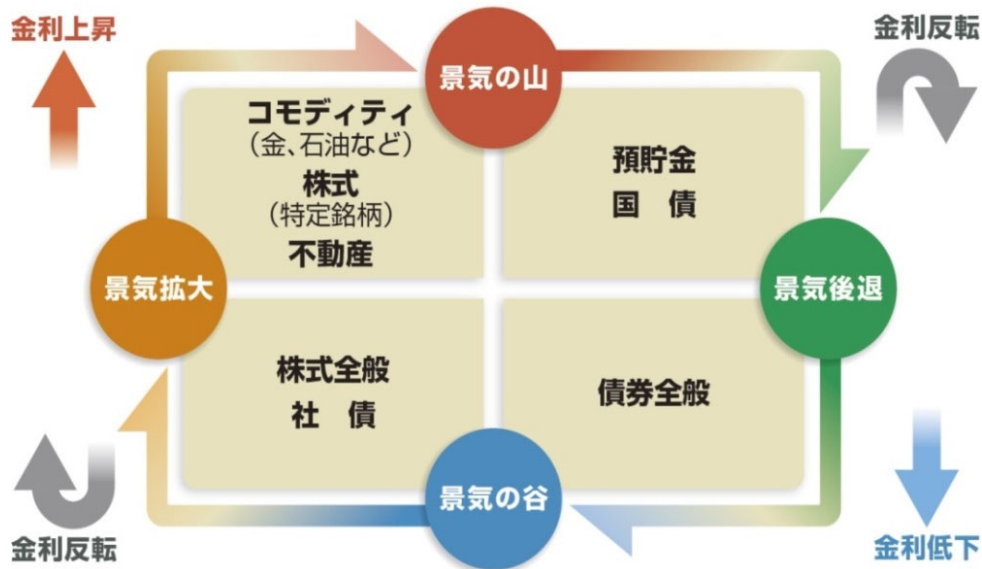 金利上昇
景気の山
金利反転
コモディティ
(金、石油など)
株式
(特定銘柄)
不動産
預貯金
国　債
景気拡大
景気後退
株式全般
社　債
債券全般
景気の谷
金利反転
金利低下